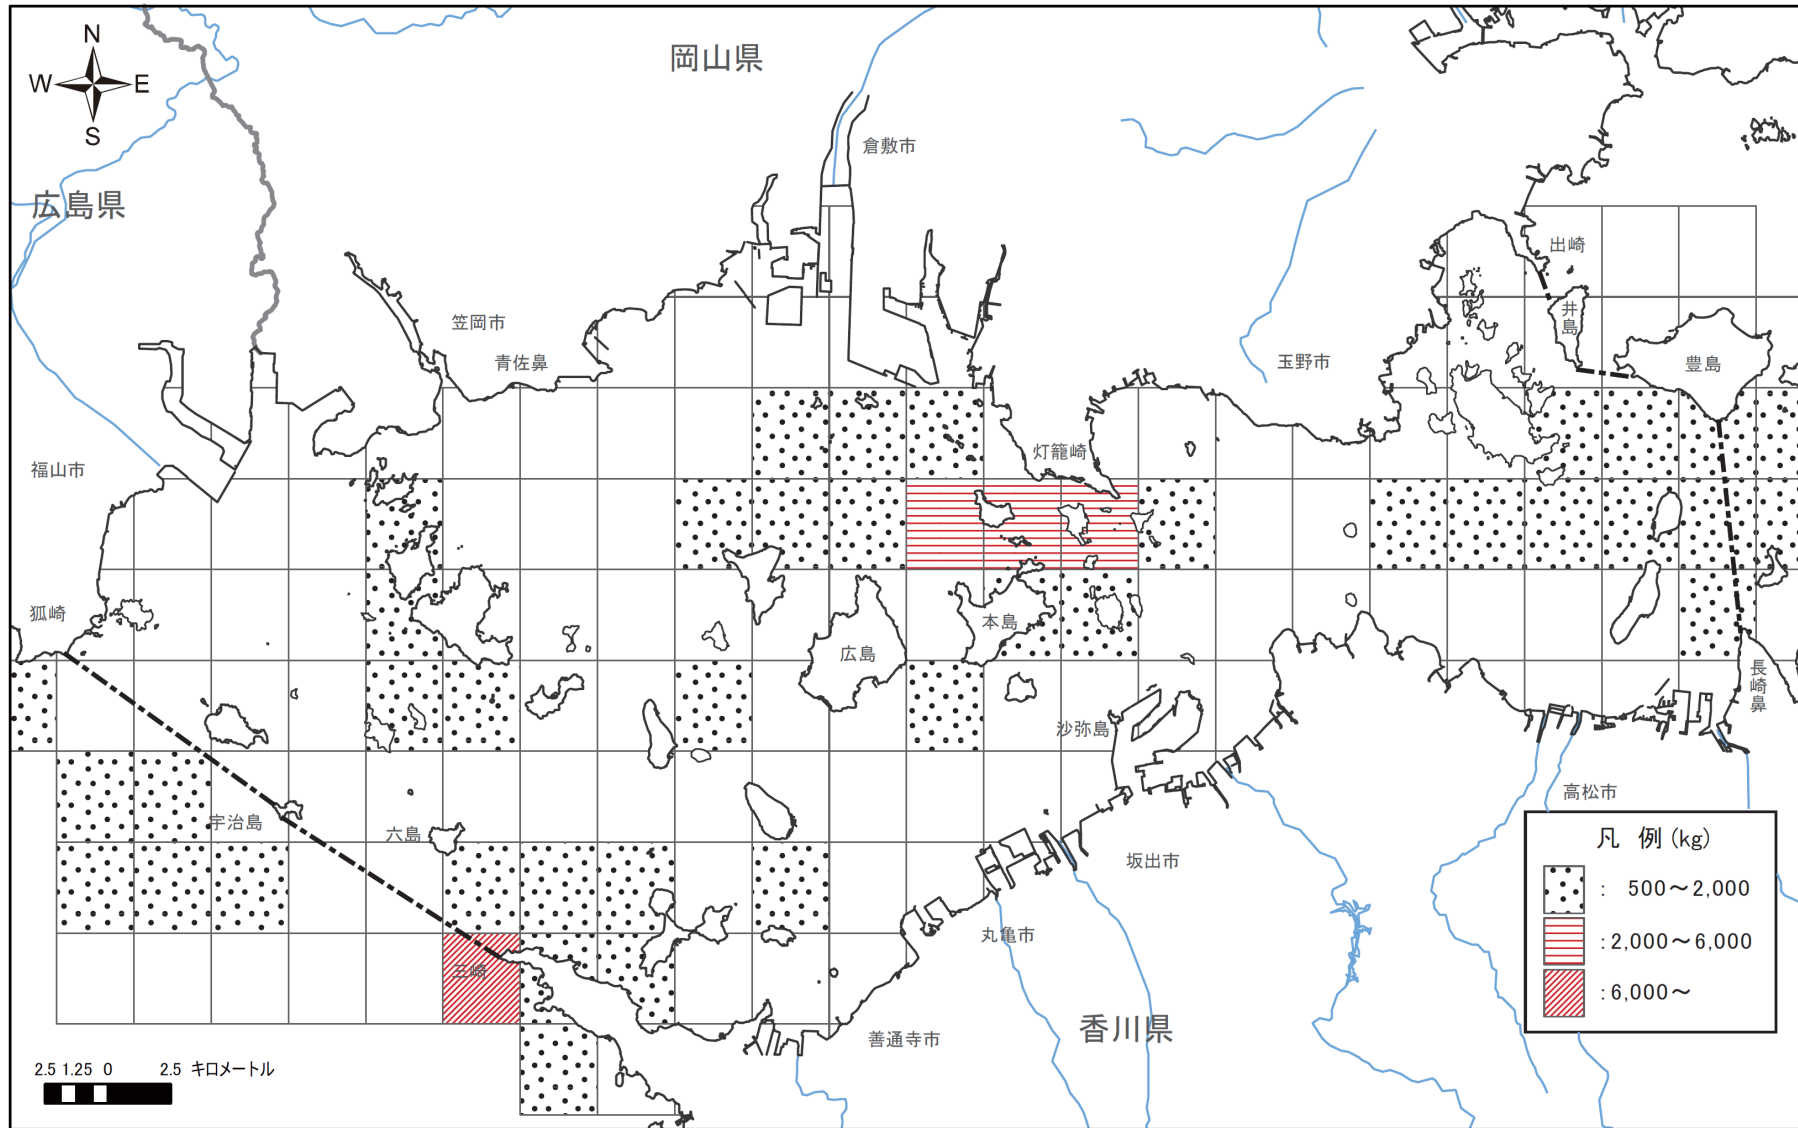 N
W E
S
岡山県
倉敷市
広島県
出崎
井島
笠岡市
青佐鼻
玉野市
豊島
灯籠崎
福山市
狐崎
本島
広島
長崎鼻
沙弥島
高松市
宇治島
六島
坂出市
丸亀市
三崎
香川県
善通寺市
凡 例 (kg)
: 500～2,000
:2,000～6,000
:6,000～
2.5 1.25 0 2.5 キロメートル